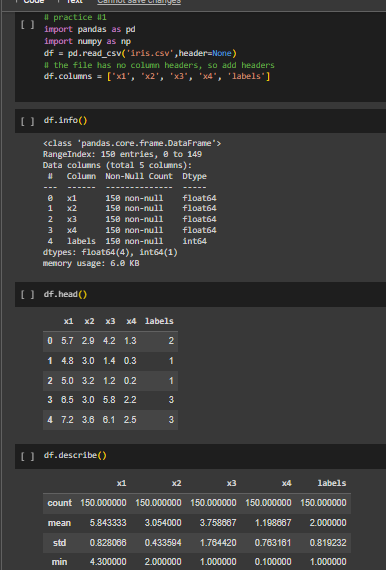 Code + Text Cannot save changes
[ ] # practice #1
import pandas as pd
import numpy as np
df = pd.read_csv('iris.csv',header=None)
# the file has no column headers, so add headers
df.columns = ['x1', 'x2', 'x3', 'x4', 'labels']
[ ] df.info()
<class 'pandas.core.frame.DataFrame'>
RangeIndex: 150 entries, 0 to 149
Data columns (total 5 columns):
# Column Non-Null Count Dtype
--- ------ -------------- -----
0 x1 150 non-null float64
1 x2 150 non-null float64
2 x3 150 non-null float64
3 x4 150 non-null float64
4 labels 150 non-null int64
dtypes: float64(4), int64(1)
memory usage: 6.0 KB
[ ] df.head()
x1 x2 x3 x4 labels
0 5.7 2.9 4.2 1.3 2
1 4.8 3.0 1.4 0.3 1
2 5.0 3.2 1.2 0.2 1
3 6.5 3.0 5.8 2.2 3
4 7.2 3.6 6.1 2.5 3
[ ] df.describe()
x1 x2 x3 x4 labels
count 150.000000 150.000000 150.000000 150.000000 150.000000
mean 5.843333 3.054000 3.758667 1.198667 2.000000
std 0.828066 0.433594 1.764420 0.763161 0.819232
min 4.300000 2.000000 1.000000 0.100000 1.000000